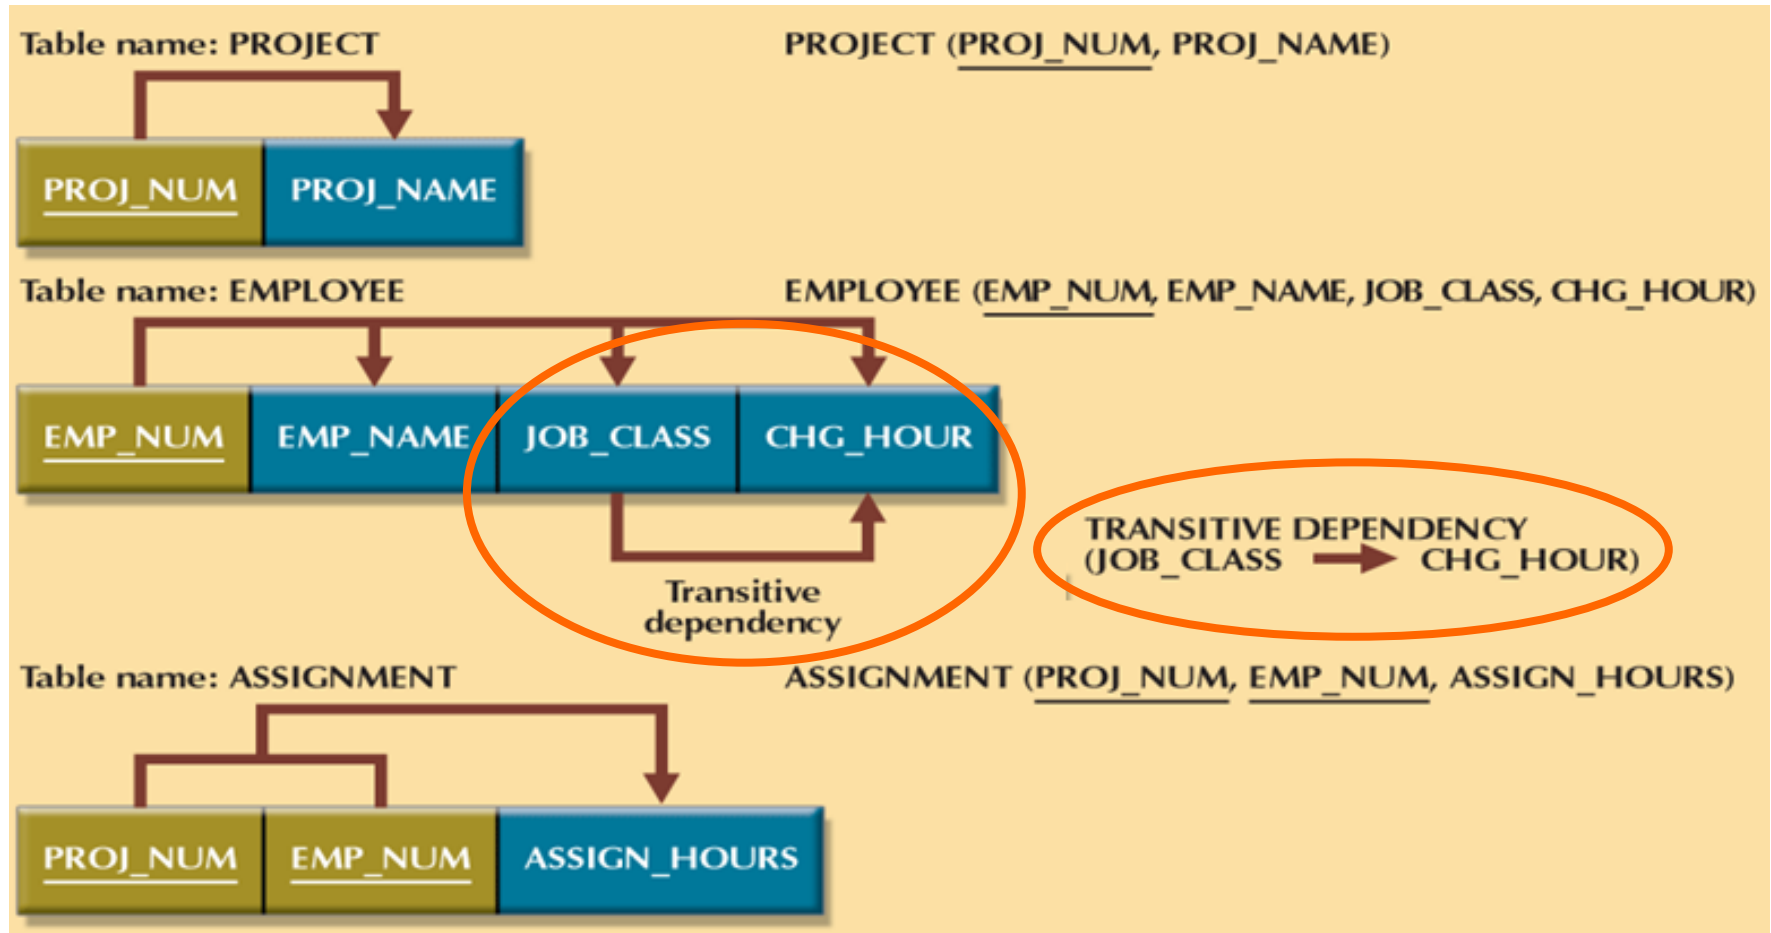 Table name: PROJECT
PROJECT (PROJ_NUM, PROJ_NAME)
PROJ_NUM
PROJ_NAME
Table name: EMPLOYEE
EMPLOYEE (EMP_NUM, EMP_NAME, JOB_CLASS, CHG_HOUR)
EMP_NUM
EMP_NAME
JOB_CLASS
CHG_HOUR
TRANSITIVE DEPENDENCY
(JOB_CLASS CHG_HOUR)
Transitive
dependency
Table name: ASSIGNMENT
ASSIGNMENT (PROJ_NUM, EMP_NUM, ASSIGN_HOURS)
PROJ_NUM
EMP_NUM
ASSIGN_HOURS